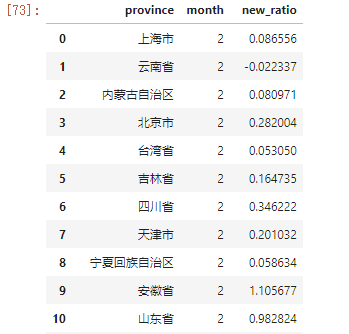 [73]:
province month new_ratio
0 上海市 2 0.086556
1 云南省 2 -0.022337
2 内蒙古自治区 2 0.080971
3 北京市 2 0.282004
4 台湾省 2 0.053050
5 吉林省 2 0.164735
6 四川省 2 0.346222
7 天津市 2 0.201032
8 宁夏回族自治区 2 0.058634
9 安徽省 2 1.105677
10 山东省 2 0.982824